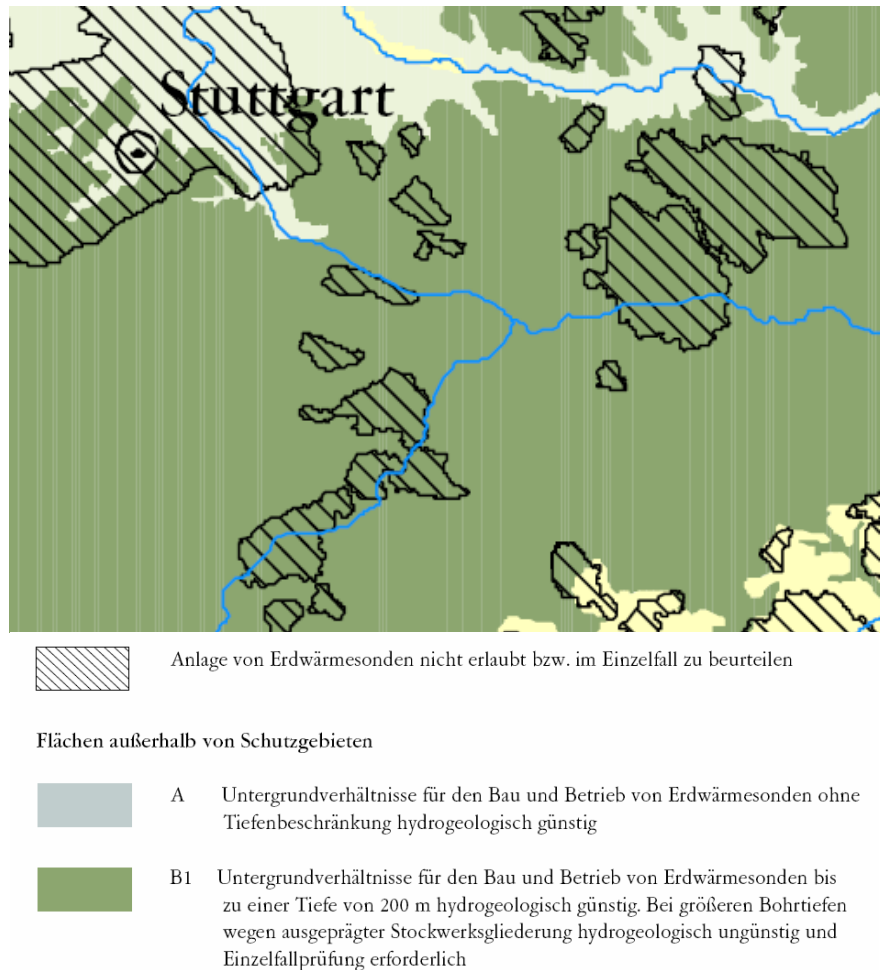 Stuttgart
Anlage von Erdwärmesonden nicht erlaubt bzw. im Einzelfall zu beurteilen
Flächen außerhalb von Schutzgebieten
A Untergrundverhältnisse für den Bau und Betrieb von Erdwärmesonden ohne
Tiefenbeschränkung hydrogeologisch günstig
B1 Untergrundverhältnisse für den Bau und Betrieb von Erdwärmesonden bis
zu einer Tiefe von 200 m hydrogeologisch günstig. Bei größeren Bohrtiefen
wegen ausgeprägter Stockwerksgliederung hydrogeologisch ungünstig und
Einzelfallprüfung erforderlich